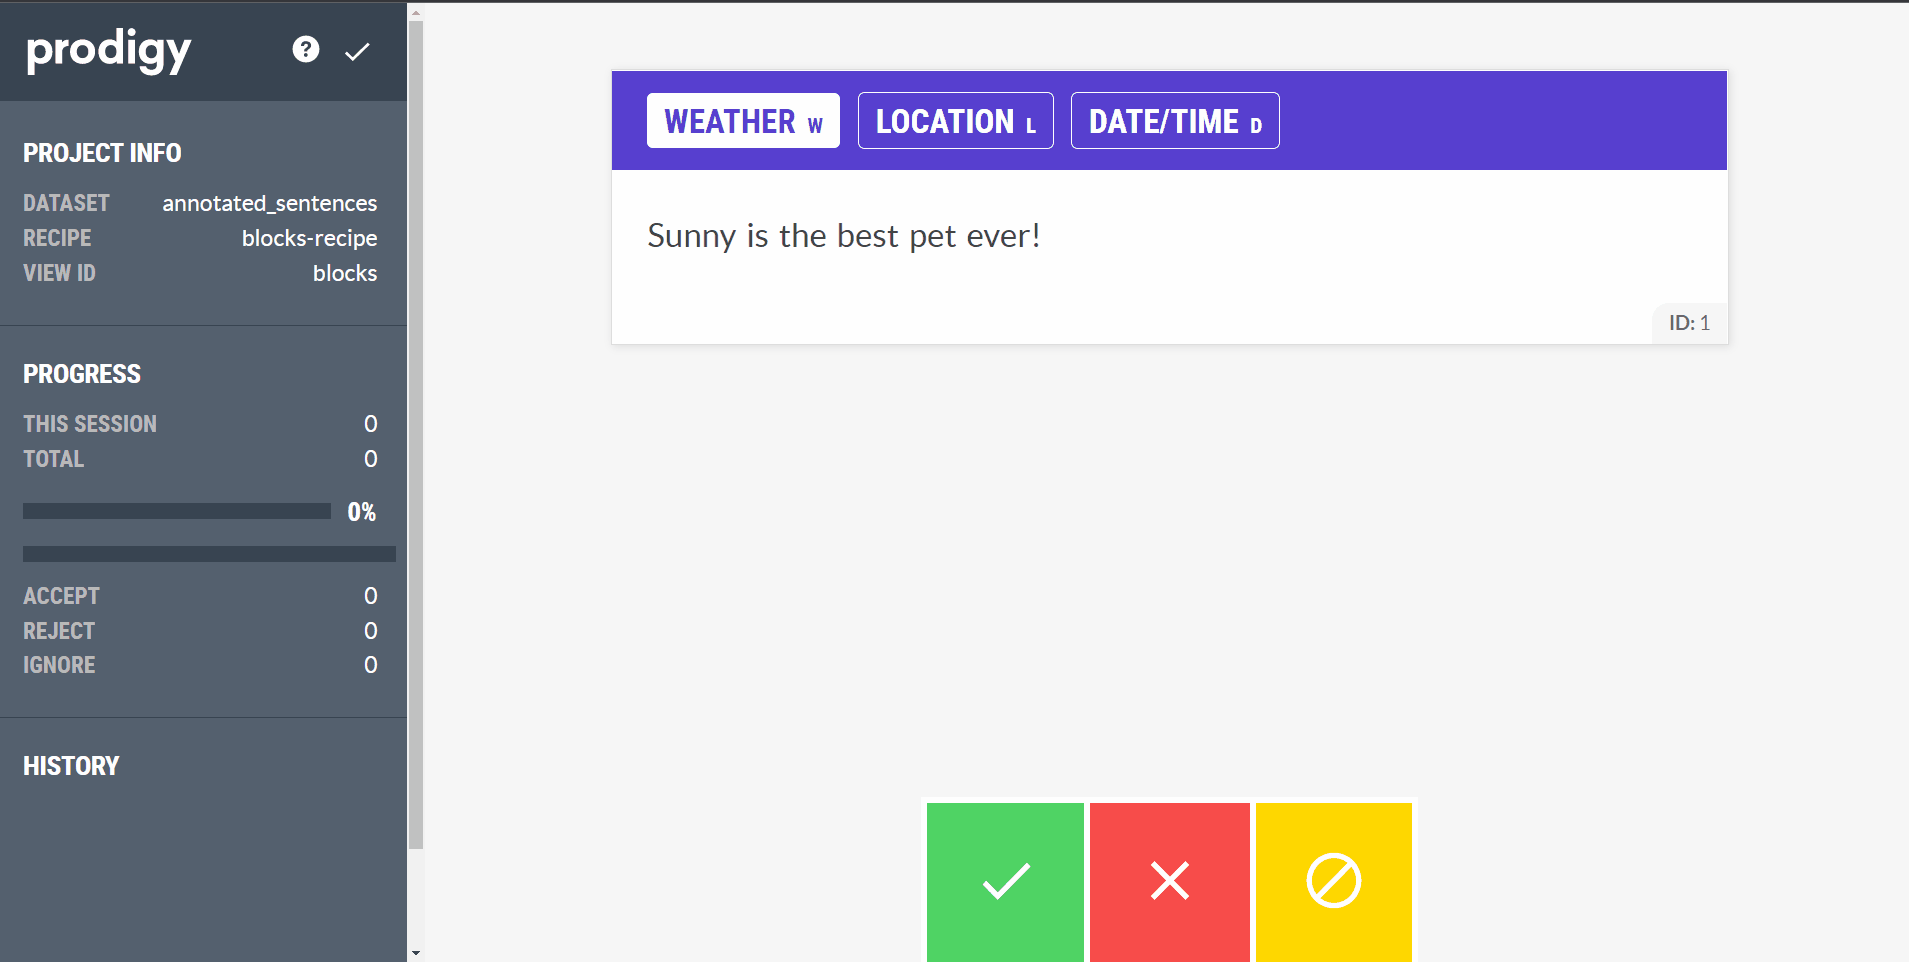 prodigy
?
PROJECT INFO
DATASET annotated_sentences
RECIPE blocks-recipe
VIEW ID blocks
PROGRESS
THIS SESSION 0
TOTAL 0
0%
ACCEPT 0
REJECT 0
IGNORE 0
HISTORY
WEATHER W LOCATION L DATE/TIME D
Sunny is the best pet ever!
ID: 1